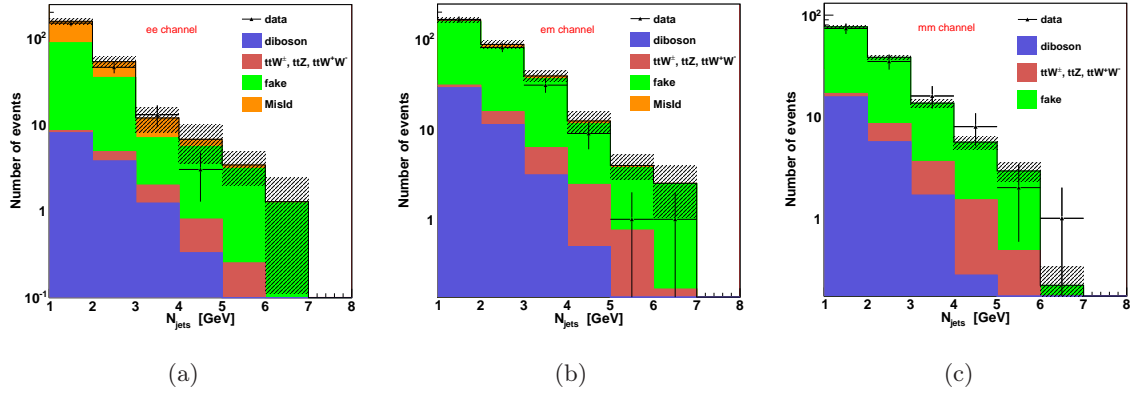 ee channel
data
diboson
ttW±, ttZ, ttW⁺W⁻
fake
MisId
Number of events
10²
10
1
10⁻¹
1 2 3 4 5 6 7 8
N_jets [GeV]
(a)
em channel
data
diboson
ttW±, ttZ, ttW⁺W⁻
fake
MisId
Number of events
10²
10
1
1 2 3 4 5 6 7 8
N_jets [GeV]
(b)
mm channel
data
diboson
ttW±, ttZ, ttW⁺W⁻
fake
Number of events
10²
10
1
1 2 3 4 5 6 7 8
N_jets [GeV]
(c)